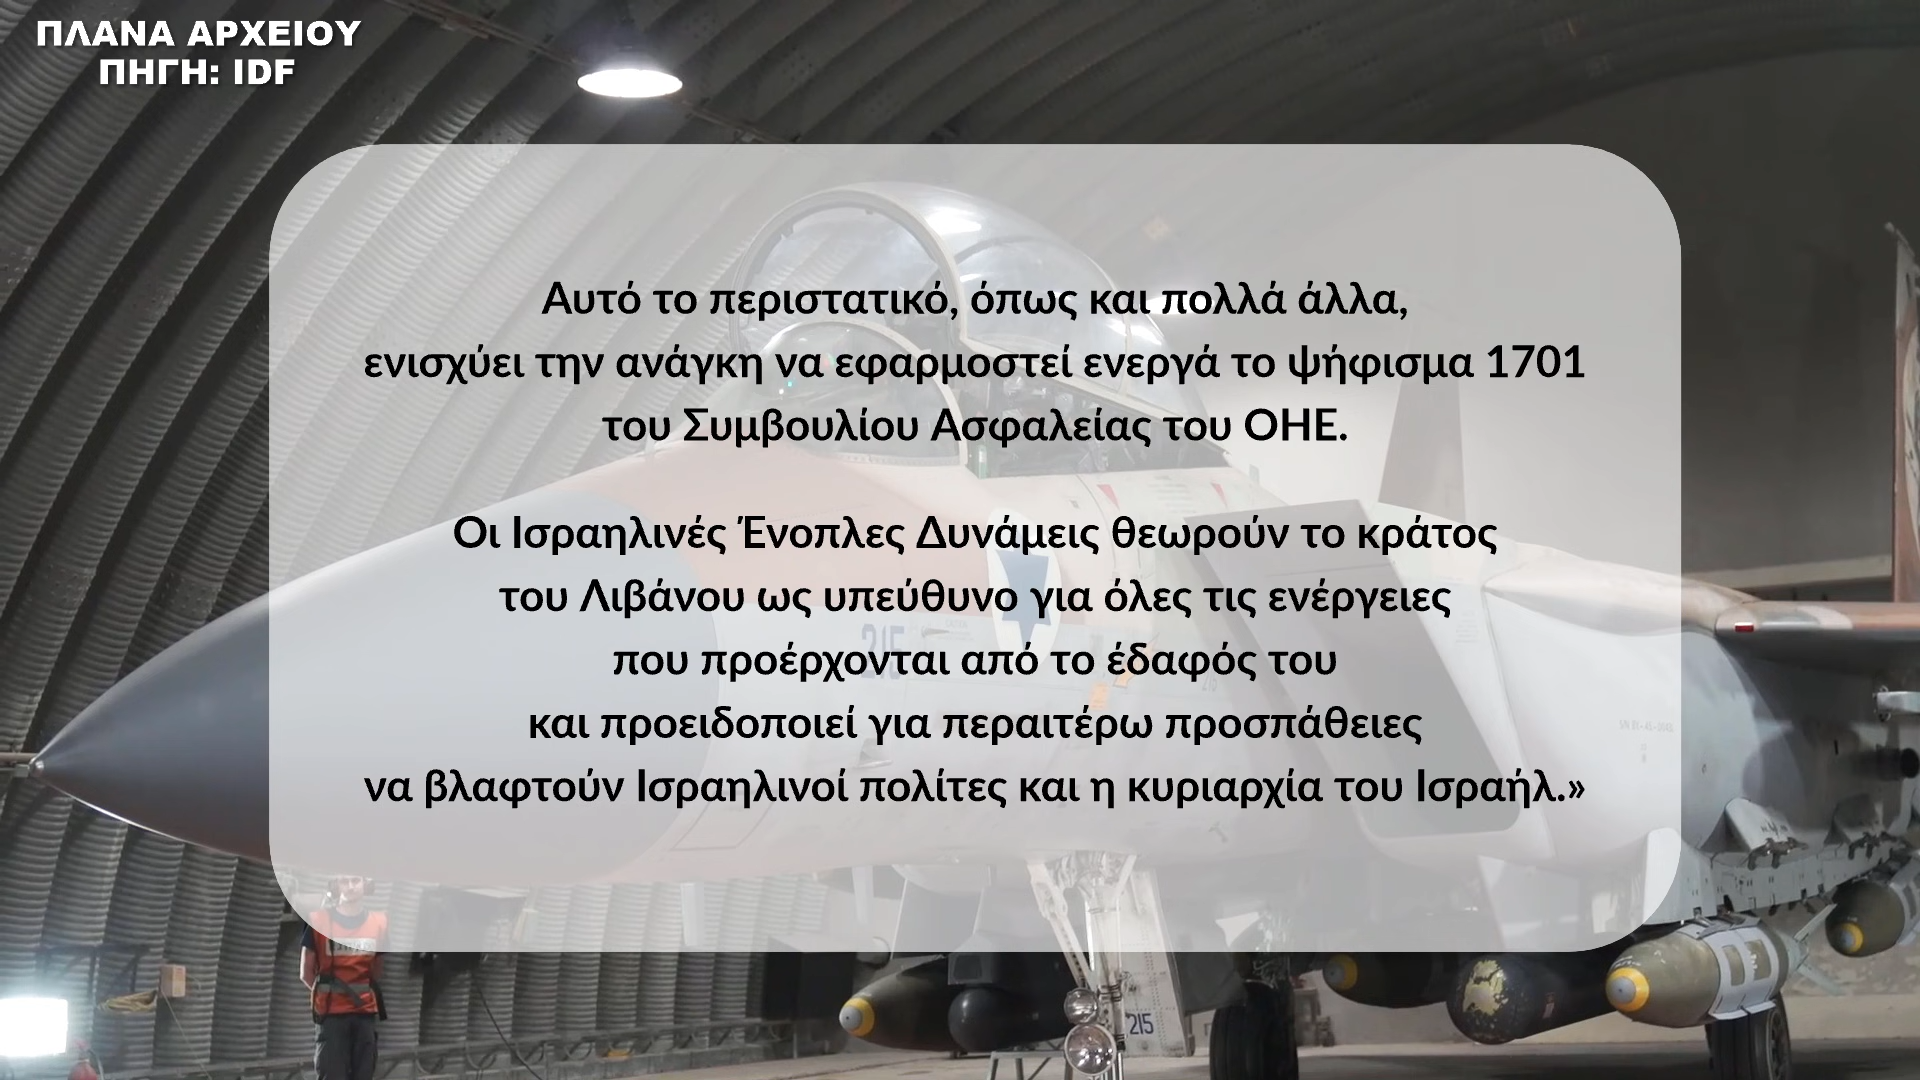 ΠΛΑΝΑ ΑΡΧΕΙΟΥ
ΠΗΓΗ: IDF
Αυτό το περιστατικό, όπως και πολλά άλλα,
ενισχύει την ανάγκη να εφαρμοστεί ενεργά το ψήφισμα 1701
του Συμβουλίου Ασφαλείας του ΟΗΕ.
Οι Ισραηλινές Ένοπλες Δυνάμεις θεωρούν το κράτος
του Λιβάνου ως υπεύθυνο για όλες τις ενέργειες
που προέρχονται από το έδαφός του
και προειδοποιεί για περαιτέρω προσπάθειες
να βλαφτούν Ισραηλινοί πολίτες και η κυριαρχία του Ισραήλ.»
215
215